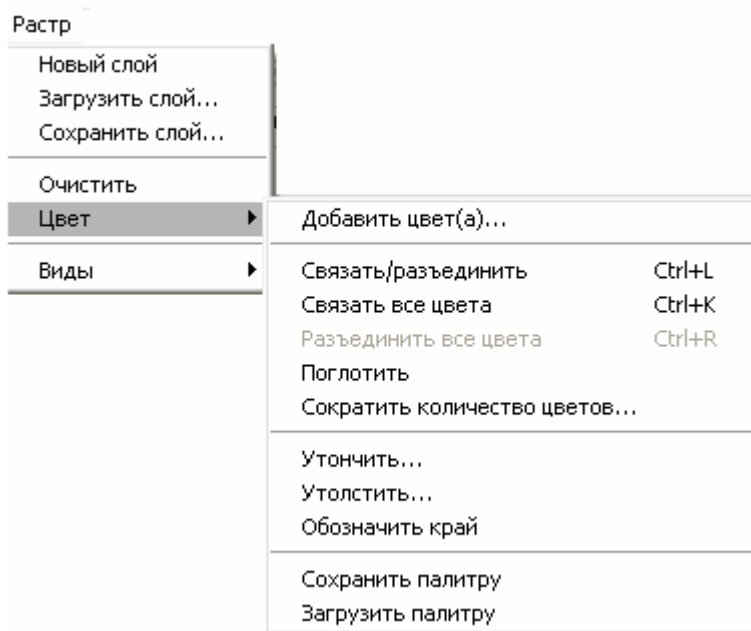 Растр
Новый слой
Загрузить слой...
Сохранить слой...
Очистить
Цвет
Виды
Добавить цвет(а)...
Связать/разъединить Ctrl+L
Связать все цвета Ctrl+K
Разъединить все цвета Ctrl+R
Поглотить
Сократить количество цветов...
Утончить...
Утолстить...
Обозначить край
Сохранить палитру
Загрузить палитру